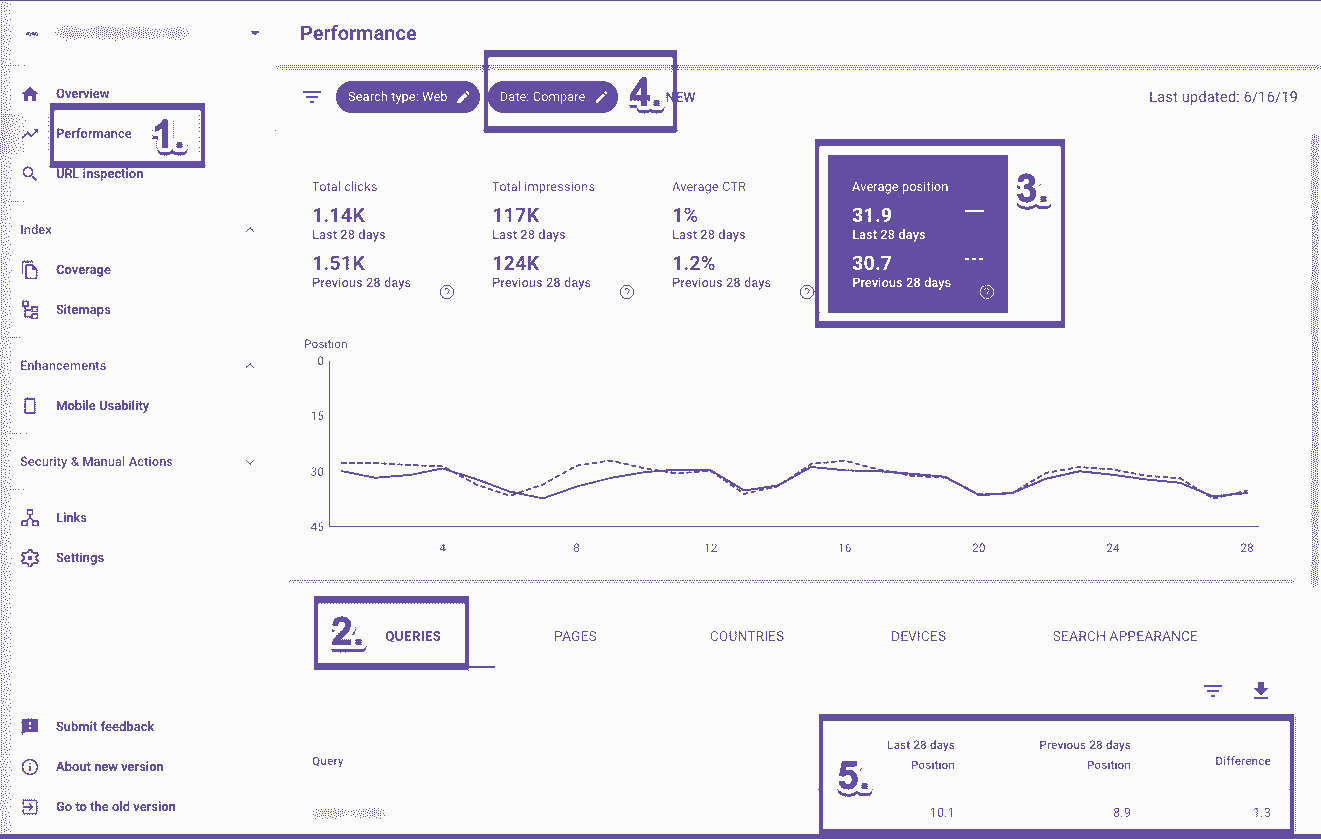 Performance
Overview
Performance 1.
URL inspection
Index
Coverage
Sitemaps
Enhancements
Mobile Usability
Security & Manual Actions
Links
Settings
Submit feedback
About new version
Go to the old version
Search type: Web Date: Compare 4. NEW Last updated: 6/16/19
Total clicks
1.14K
Last 28 days
1.51K
Previous 28 days
Total impressions
117K
Last 28 days
124K
Previous 28 days
Average CTR
1%
Last 28 days
1.2%
Previous 28 days
Average position
31.9
Last 28 days
30.7
Previous 28 days
3.
Position
0
15
30
45
4 8 12 16 20 24 28
2. QUERIES PAGES COUNTRIES DEVICES SEARCH APPEARANCE
Query
5.
Last 28 days
Position
Previous 28 days
Position
Difference
10.1 8.9 1.3